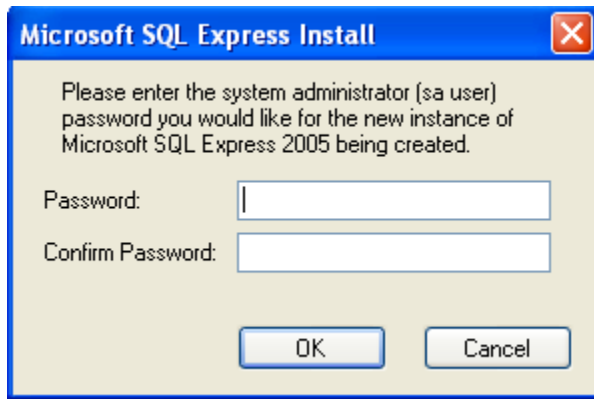 Microsoft SQL Express Install
Please enter the system administrator (sa user)
password you would like for the new instance of
Microsoft SQL Express 2005 being created.
Password:
Confirm Password:
OK Cancel